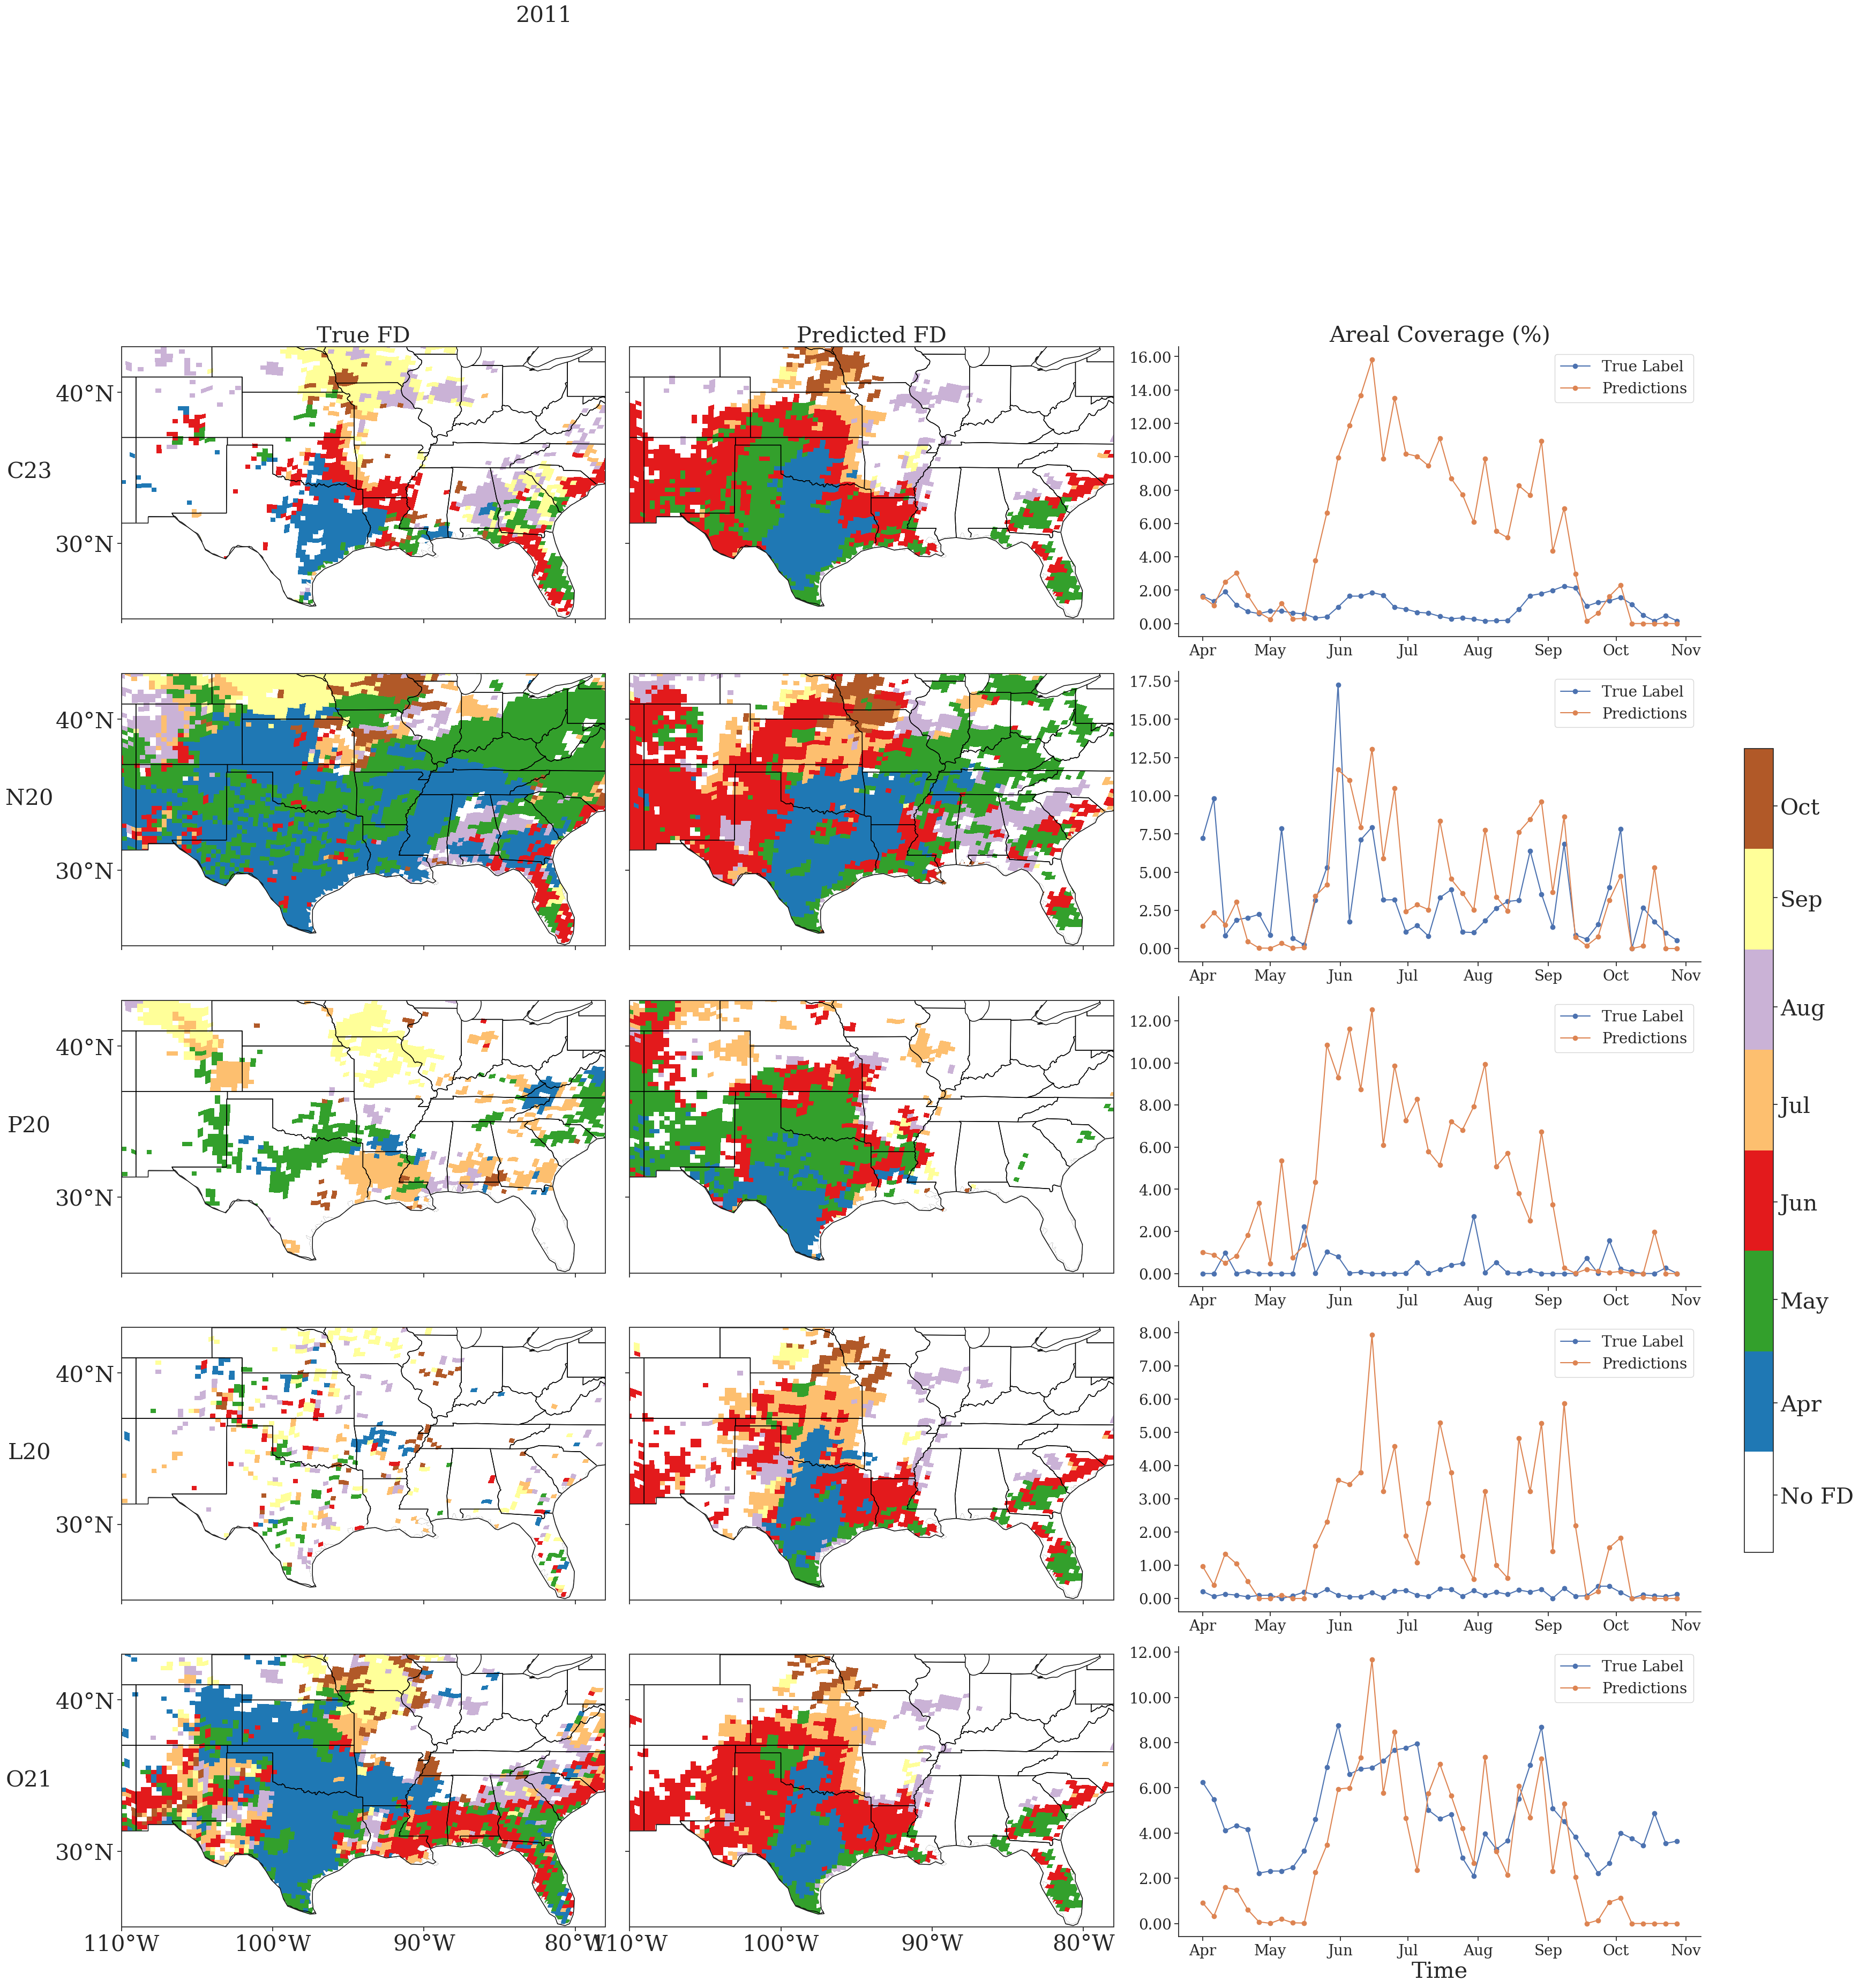 2011
True FD
Predicted FD
Areal Coverage (%)
C23
40°N
30°N
16.00
14.00
12.00
10.00
8.00
6.00
4.00
2.00
0.00
True Label
Predictions
Apr May Jun Jul Aug Sep Oct Nov
N20
40°N
30°N
17.50
15.00
12.50
10.00
7.50
5.00
2.50
0.00
True Label
Predictions
Apr May Jun Jul Aug Sep Oct Nov
P20
40°N
30°N
12.00
10.00
8.00
6.00
4.00
2.00
0.00
True Label
Predictions
Apr May Jun Jul Aug Sep Oct Nov
L20
40°N
30°N
8.00
7.00
6.00
5.00
4.00
3.00
2.00
1.00
0.00
True Label
Predictions
Apr May Jun Jul Aug Sep Oct Nov
O21
40°N
30°N
110°W 100°W 90°W 80°W
110°W 100°W 90°W 80°W
12.00
10.00
8.00
6.00
4.00
2.00
0.00
True Label
Predictions
Apr May Jun Jul Aug Sep Oct Nov
Time
Oct
Sep
Aug
Jul
Jun
May
Apr
No FD